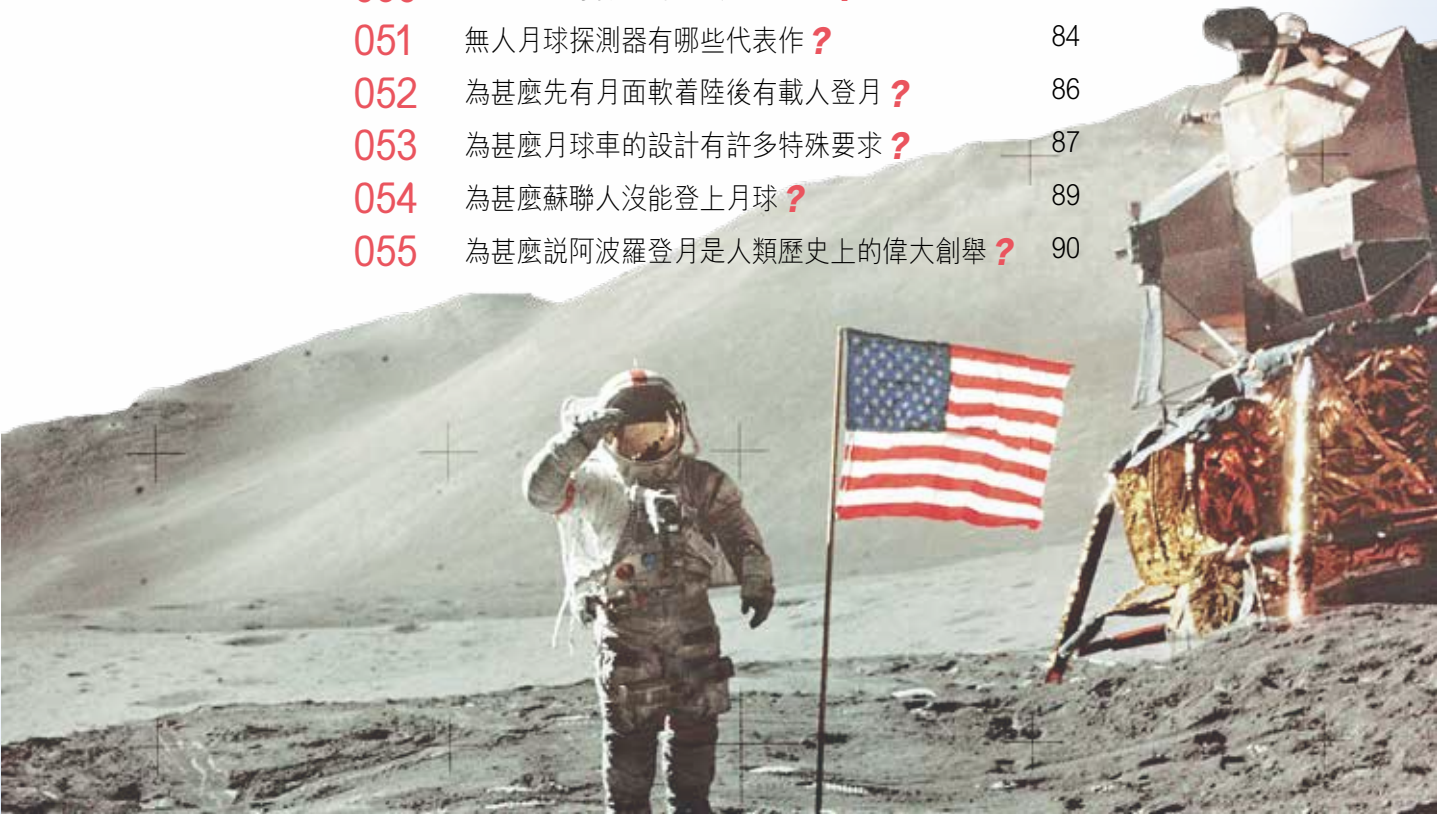 051 無人月球探測器有哪些代表作？ 84
052 為甚麼先有月面軟着陸後有載人登月？ 86
053 為甚麼月球車的設計有許多特殊要求？ 87
054 為甚麼蘇聯人沒能登上月球？ 89
055 為甚麼説阿波羅登月是人類歷史上的偉大創舉？ 90